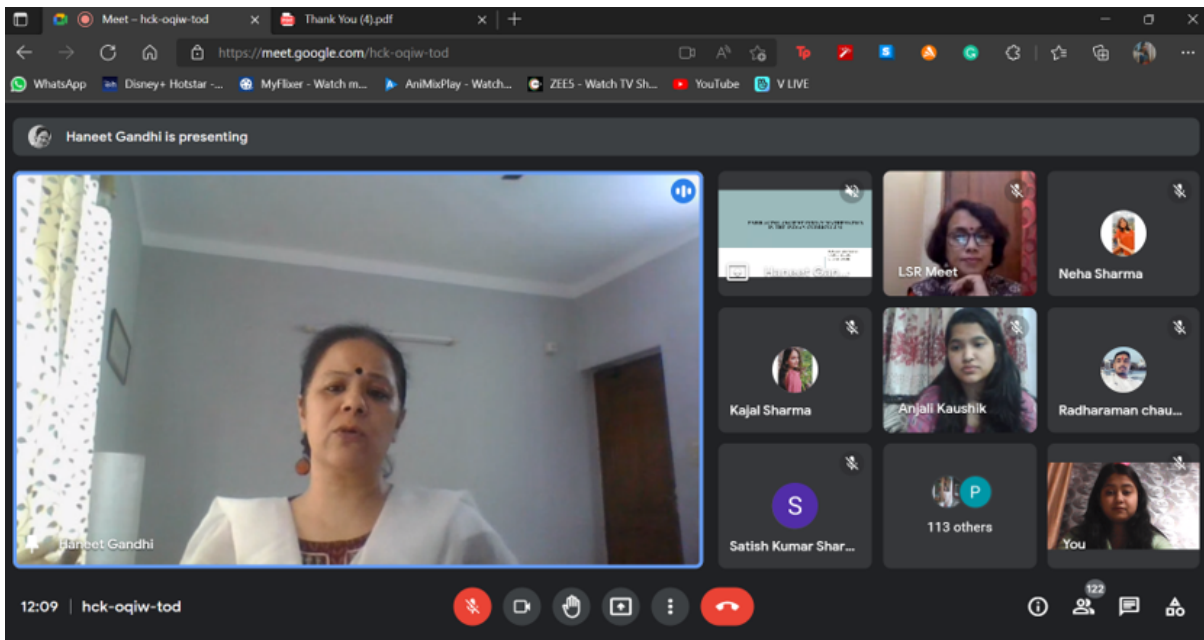 Meet – hck-oqiw-tod
Thank You (4).pdf
https://meet.google.com/hck-oqiw-tod
WhatsApp
Disney+ Hotstar -...
MyFlixer - Watch m...
AniMixPlay - Watch...
ZEE5 - Watch TV Sh...
YouTube
V LIVE
Haneet Gandhi is presenting
Haneet Gandhi
Haneet Gan...
LSR Meet
Neha Sharma
Kajal Sharma
Anjali Kaushik
Radharaman chau...
S
Satish Kumar Shar...
P
113 others
You
12:09 | hck-oqiw-tod
122